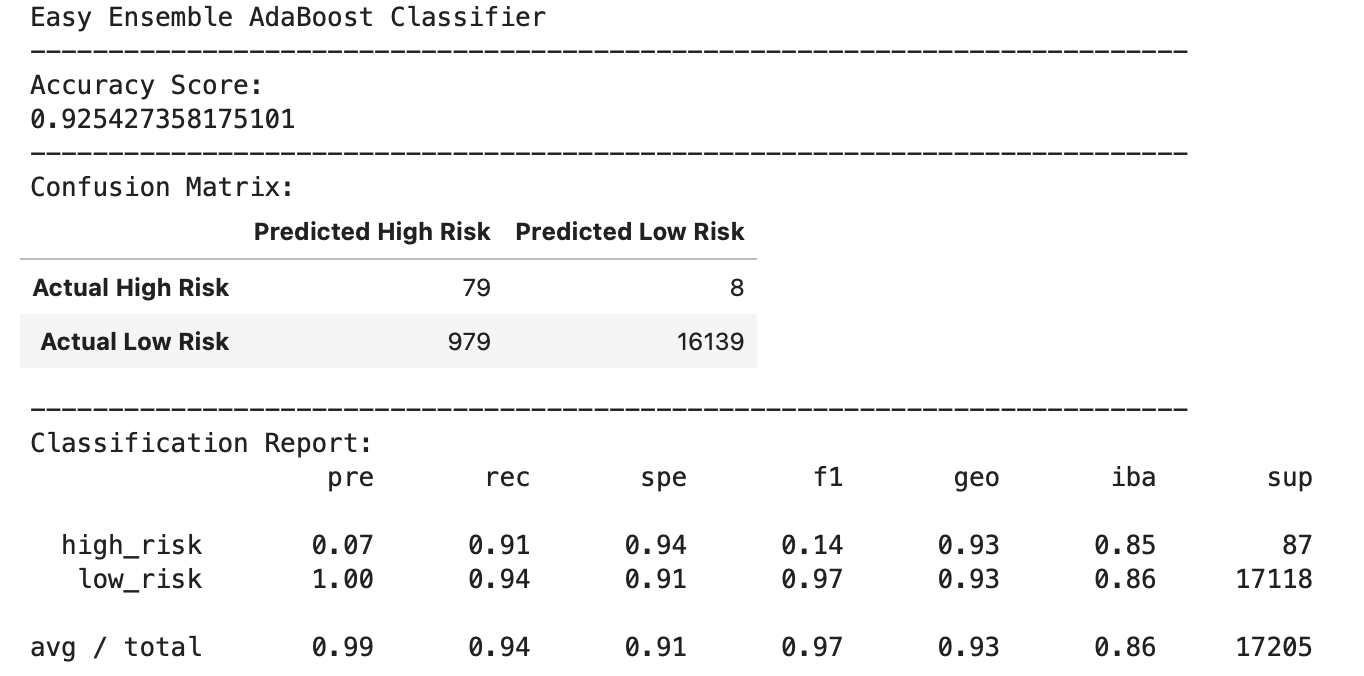 Easy Ensemble AdaBoost Classifier
--------------------------------------------------------------------------
Accuracy Score:
0.925427358175101
--------------------------------------------------------------------------
Confusion Matrix:
Predicted High Risk Predicted Low Risk
Actual High Risk 79 8
Actual Low Risk 979 16139
--------------------------------------------------------------------------
Classification Report:
pre rec spe f1 geo iba sup
high_risk 0.07 0.91 0.94 0.14 0.93 0.85 87
low_risk 1.00 0.94 0.91 0.97 0.93 0.86 17118
avg / total 0.99 0.94 0.91 0.97 0.93 0.86 17205